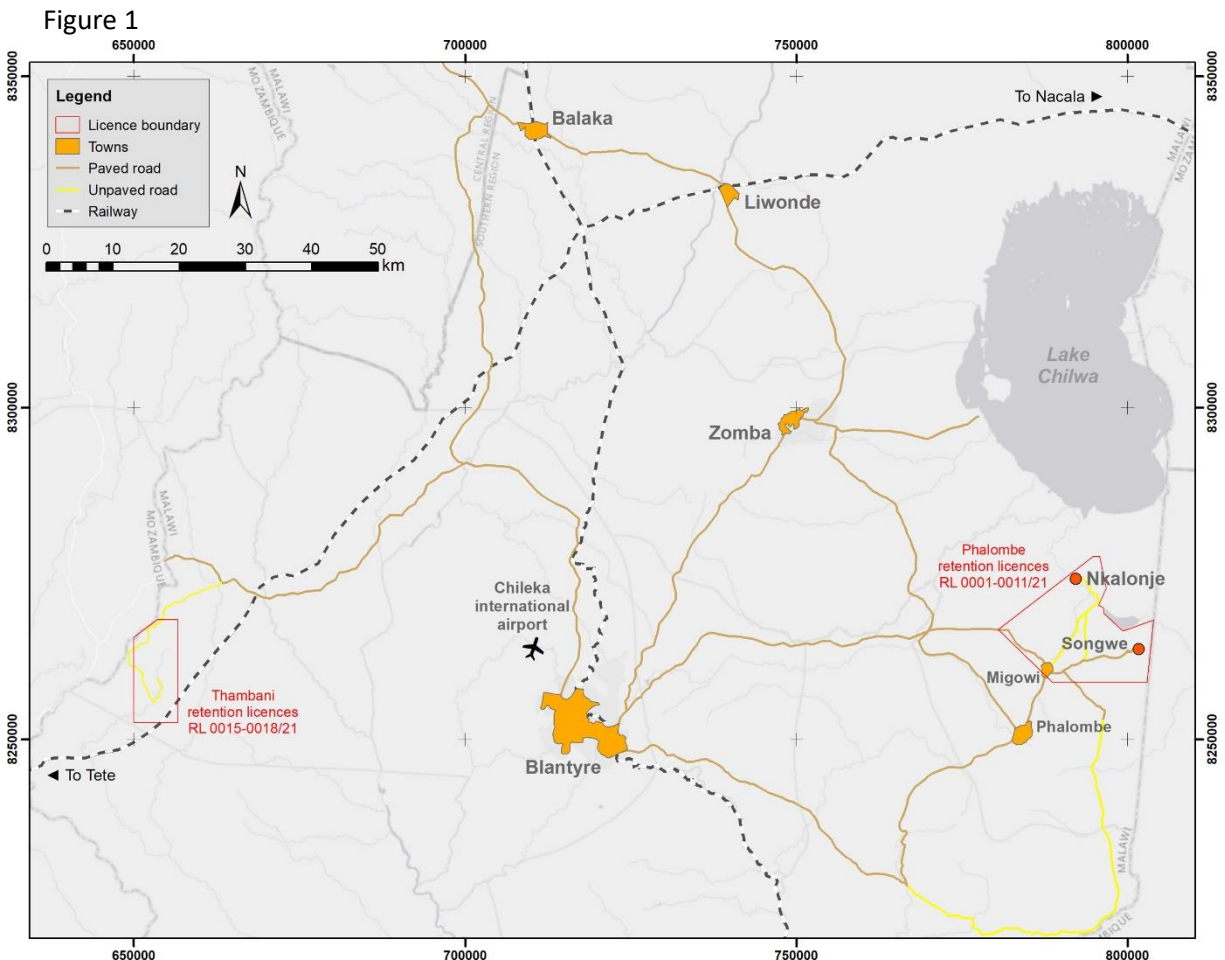 Figure 1
650000
700000
750000
800000
8350000
8350000
Legend
Licence boundary
Towns
Paved road
Unpaved road
Railway
N
0 10 20 30 40 50
km
MALAWI
MOZAMBIQUE
CENTRAL REGION
SOUTHERN REGION
Balaka
To Nacala ►
MALAWI
MOZAMBIQUE
Liwonde
Lake
Chilwa
8300000
8300000
Zomba
MALAWI
MOZAMBIQUE
Phalombe
retention licences
RL 0001-0011/21
Nkalonje
Chileka
international
airport
Songwe
Migowi
Thambani
retention licences
RL 0015-0018/21
Phalombe
8250000
8250000
Blantyre
◄ To Tete
MALAWI
650000
700000
750000
800000